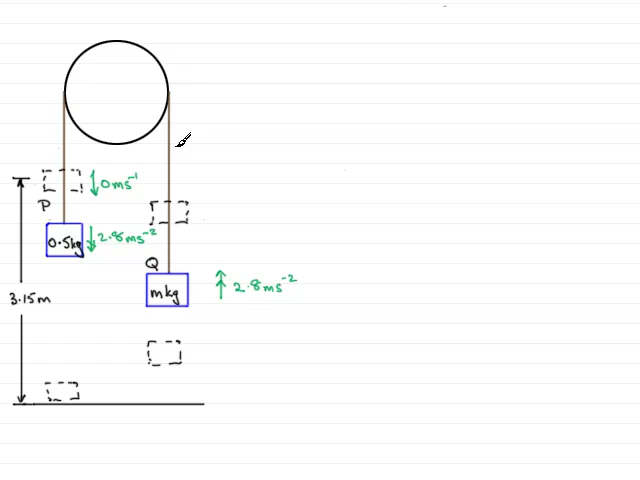 0ms⁻¹
P
0.5kg
2.8ms⁻²
Q
mkg
2.8ms⁻²
3.15m